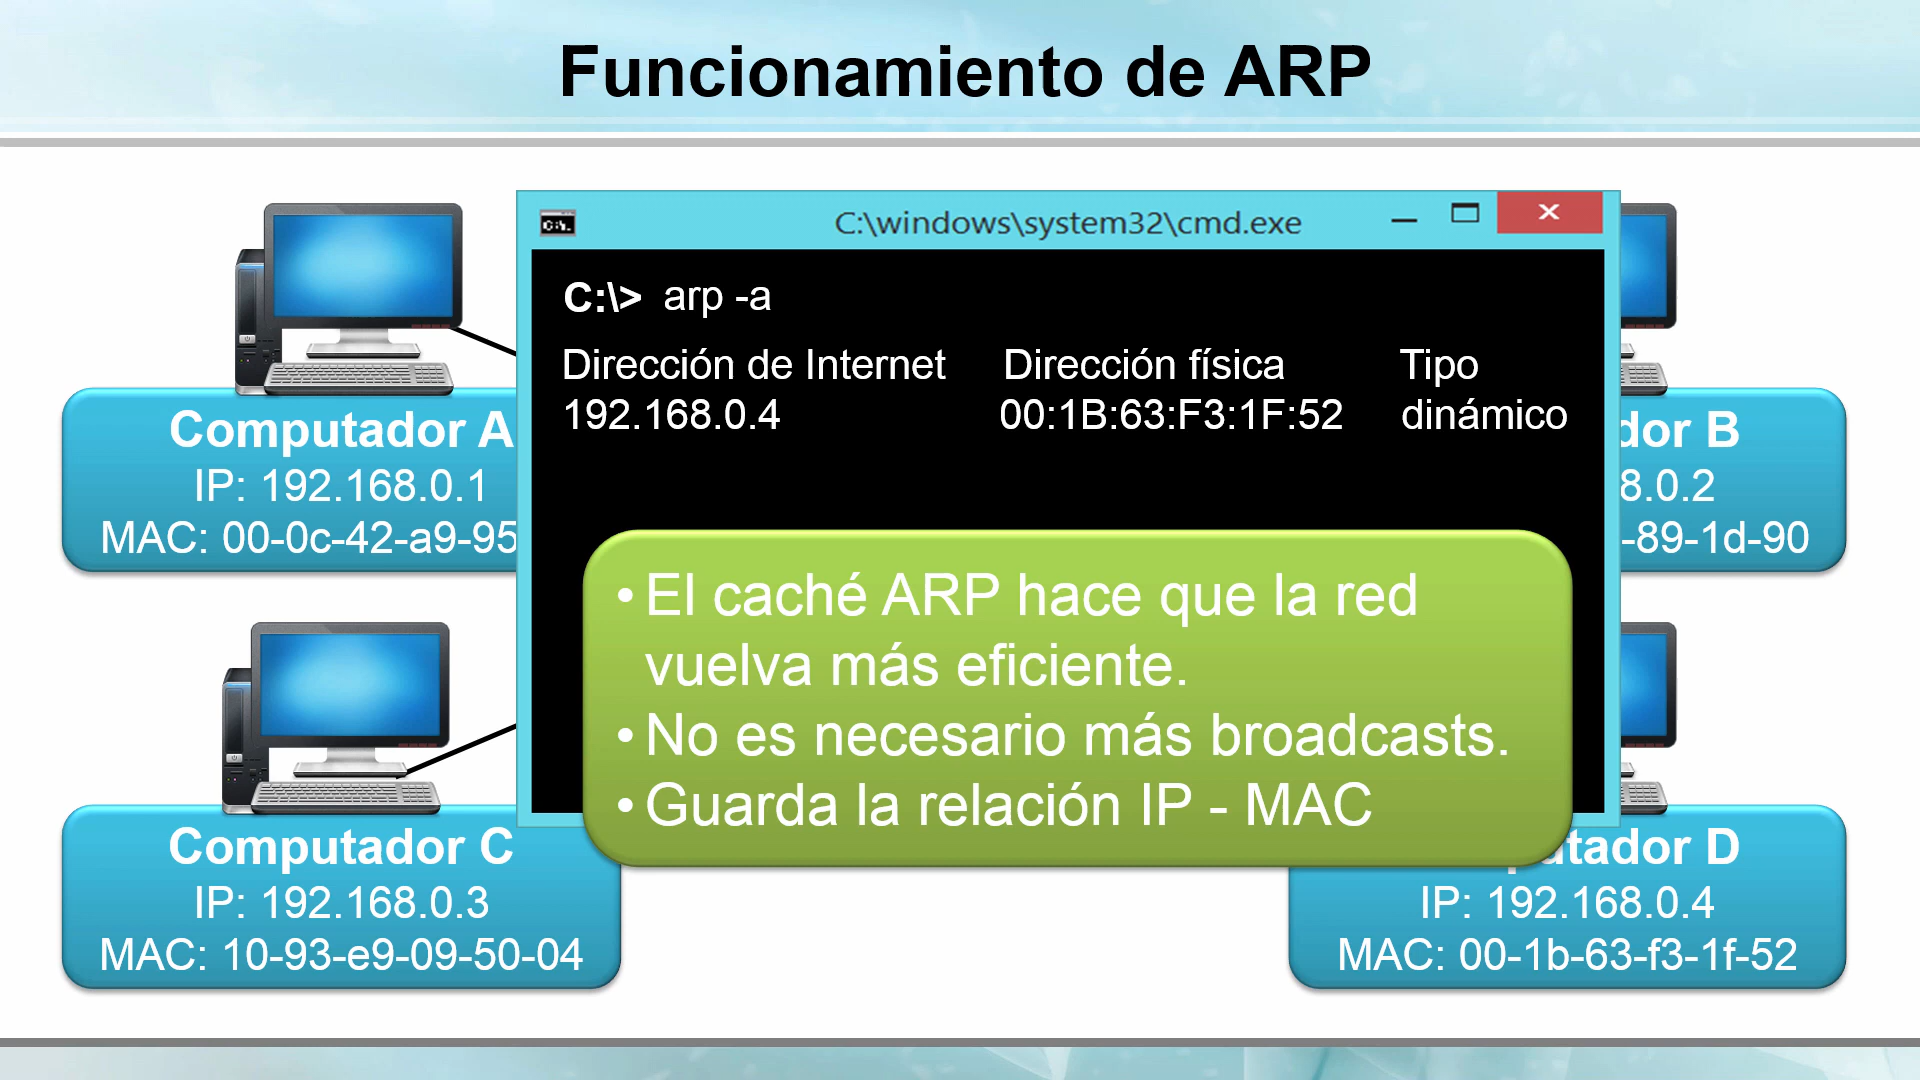 Funcionamiento de ARP
C:\windows\system32\cmd.exe
C:\> arp -a
Dirección de Internet Dirección física Tipo
192.168.0.4 00:1B:63:F3:1F:52 dinámico
Computador A
IP: 192.168.0.1
MAC: 00-0c-42-a9-95
dor B
8.0.2
-89-1d-90
• El caché ARP hace que la red
vuelva más eficiente.
• No es necesario más broadcasts.
• Guarda la relación IP - MAC
Computador C
IP: 192.168.0.3
MAC: 10-93-e9-09-50-04
utador D
IP: 192.168.0.4
MAC: 00-1b-63-f3-1f-52